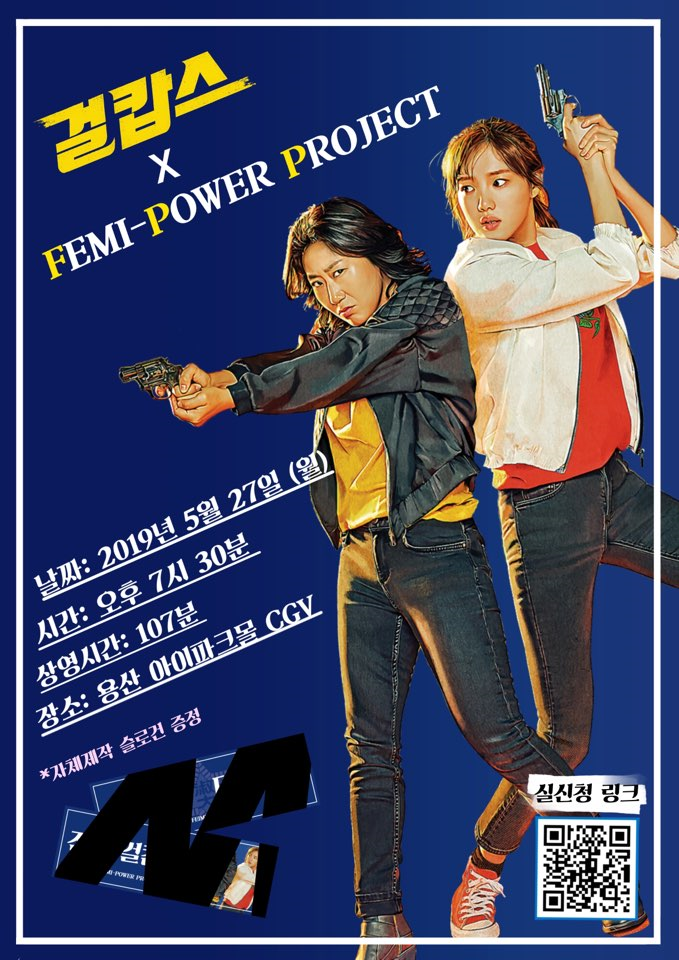 걸캅스
X
FEMI-POWER PROJECT
날짜: 2019년 5월 27일 (월)
시간: 오후 7시 30분
상영시간: 107분
장소: 용산 아이파크몰 CGV
*자체제작 슬로건 증정
실신청 링크